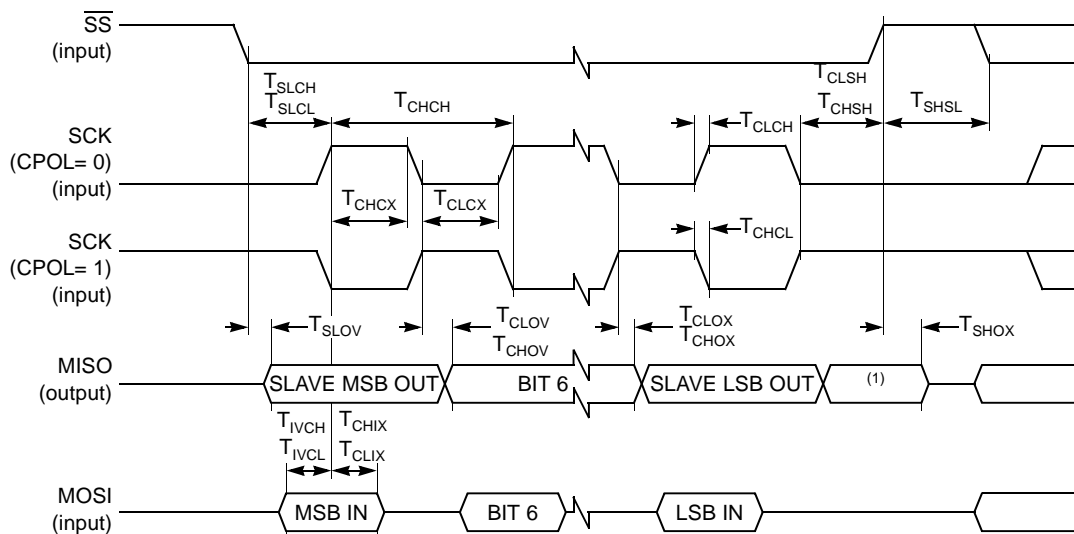 SS
(input)
TSLCH
TSLCL
TCHCH
TCLCH
TCLSH
TCHSH
TSHSL
SCK
(CPOL= 0)
(input)
TCHCX
TCLCX
SCK
(CPOL= 1)
(input)
TCHCL
TSLOV
TCLOV
TCHOV
TCLOX
TCHOX
TSHOX
MISO
(output)
SLAVE MSB OUT
BIT 6
SLAVE LSB OUT
(1)
TIVCH
TIVCL
TCHIX
TCLIX
MOSI
(input)
MSB IN
BIT 6
LSB IN